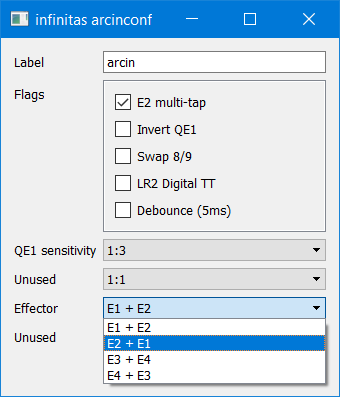 infinitas arcinconf
Label arcin
Flags
E2 multi-tap
Invert QE1
Swap 8/9
LR2 Digital TT
Debounce (5ms)
QE1 sensitivity 1:3
Unused 1:1
Effector E1 + E2
E1 + E2
Unused
E2 + E1
E3 + E4
E4 + E3